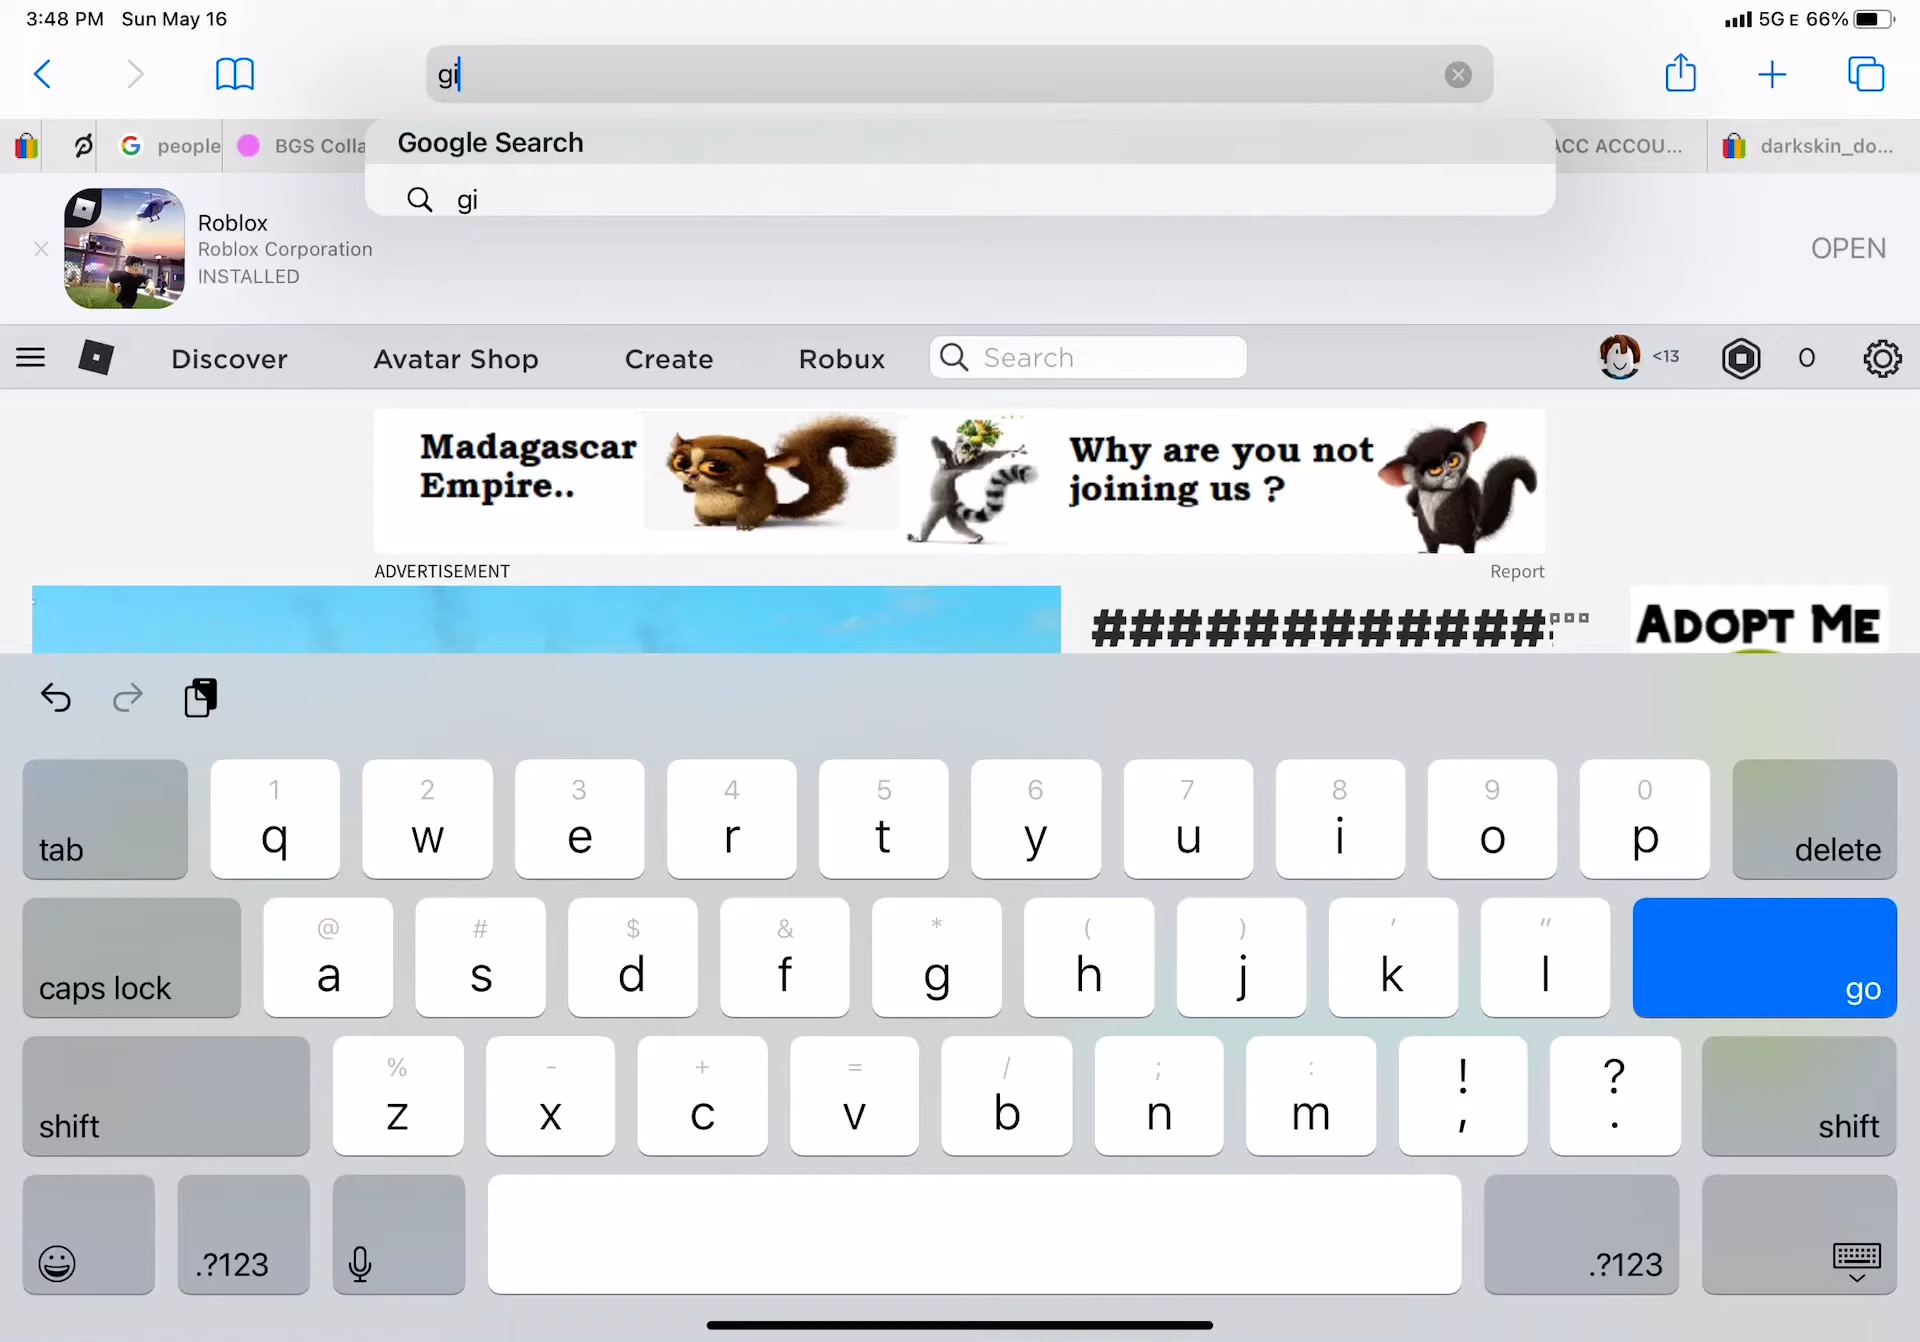 3:48 PM Sun May 16
5G E 66%
gi
people
BGS Colla
Google Search
gi
ACC ACCOU...
darkskin_do...
Roblox
Roblox Corporation
INSTALLED
OPEN
Discover
Avatar Shop
Create
Robux
Search
<13
0
Madagascar
Empire..
Why are you not
joining us ?
ADVERTISEMENT
Report
############
ADOPT ME
tab
1 2 3 4 5 6 7 8 9 0
q w e r t y u i o p
delete
caps lock
@ # $ & * ( ) ' "
a s d f g h j k l
go
shift
% - + = / ; : ! ?
z x c v b n m , .
shift
.?123
.?123